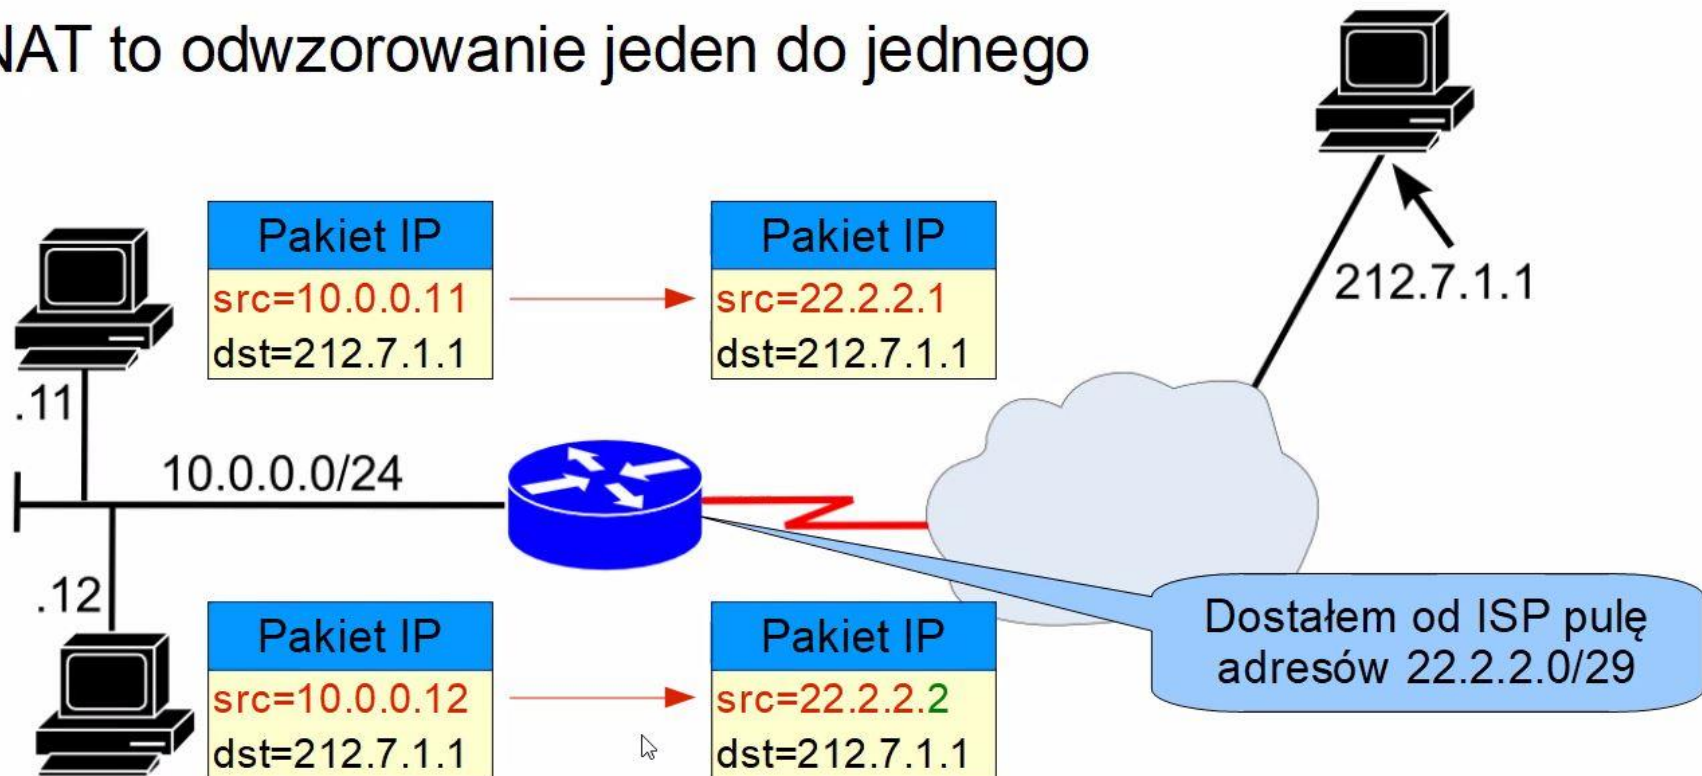 NAT to odwzorowanie jeden do jednego
Pakiet IP
src=10.0.0.11
dst=212.7.1.1
Pakiet IP
src=22.2.2.1
dst=212.7.1.1
212.7.1.1
.11
10.0.0.0/24
.12
Pakiet IP
src=10.0.0.12
dst=212.7.1.1
Pakiet IP
src=22.2.2.2
dst=212.7.1.1
Dostałem od ISP pulę
adresów 22.2.2.0/29